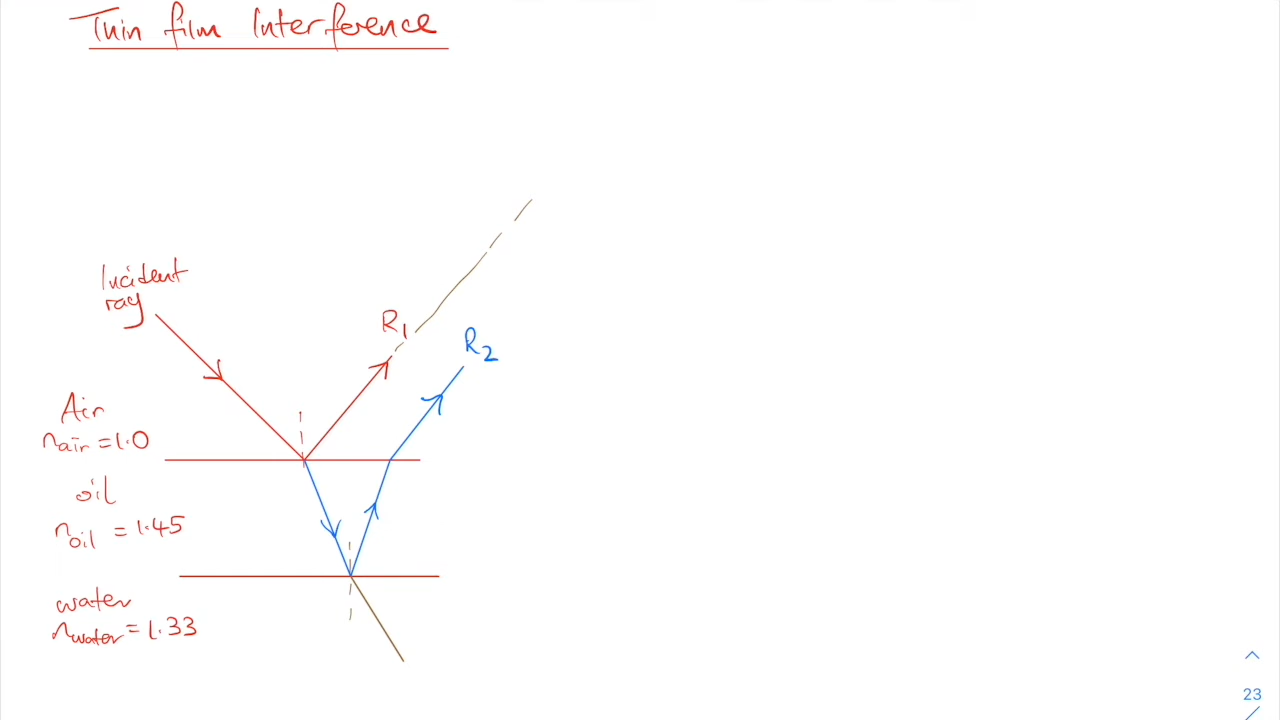 Thin film Interference
Incident
ray
R1
R2
Air
nair = 1.0
oil
noil = 1.45
water
nwater = 1.33
23